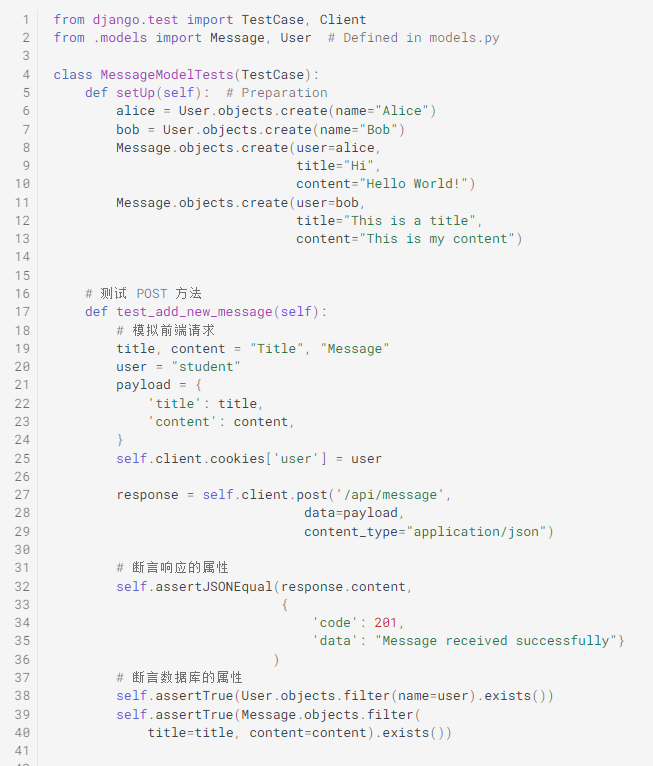 1 from django.test import TestCase, Client
2 from .models import Message, User  # Defined in models.py
3
4 class MessageModelTests(TestCase):
5     def setUp(self):  # Preparation
6         alice = User.objects.create(name="Alice")
7         bob = User.objects.create(name="Bob")
8         Message.objects.create(user=alice,
9                                title="Hi",
10                                content="Hello World!")
11         Message.objects.create(user=bob,
12                                title="This is a title",
13                                content="This is my content")
14
15
16     # 测试 POST 方法
17     def test_add_new_message(self):
18         # 模拟前端请求
19         title, content = "Title", "Message"
20         user = "student"
21         payload = {
22             'title': title,
23             'content': content,
24         }
25         self.client.cookies['user'] = user
26
27         response = self.client.post('/api/message',
28                                 data=payload,
29                                 content_type="application/json")
30
31         # 断言响应的属性
32         self.assertJSONEqual(response.content,
33                              {
34                                  'code': 201,
35                                  'data': "Message received successfully"}
36                             )
37         # 断言数据库的属性
38         self.assertTrue(User.objects.filter(name=user).exists())
39         self.assertTrue(Message.objects.filter(
40             title=title, content=content).exists())
41